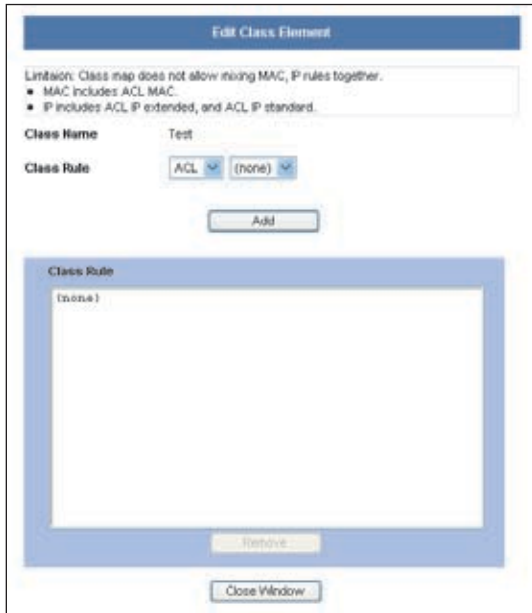 Edit Class Element
Limitaion: Class map does not allow mixing MAC, IP rules together.
• MAC includes ACL MAC.
• IP includes ACL IP extended, and ACL IP standard.
Class Name Test
Class Rule ACL (none)
Add
Class Rule
(none)
Remove
Close Window